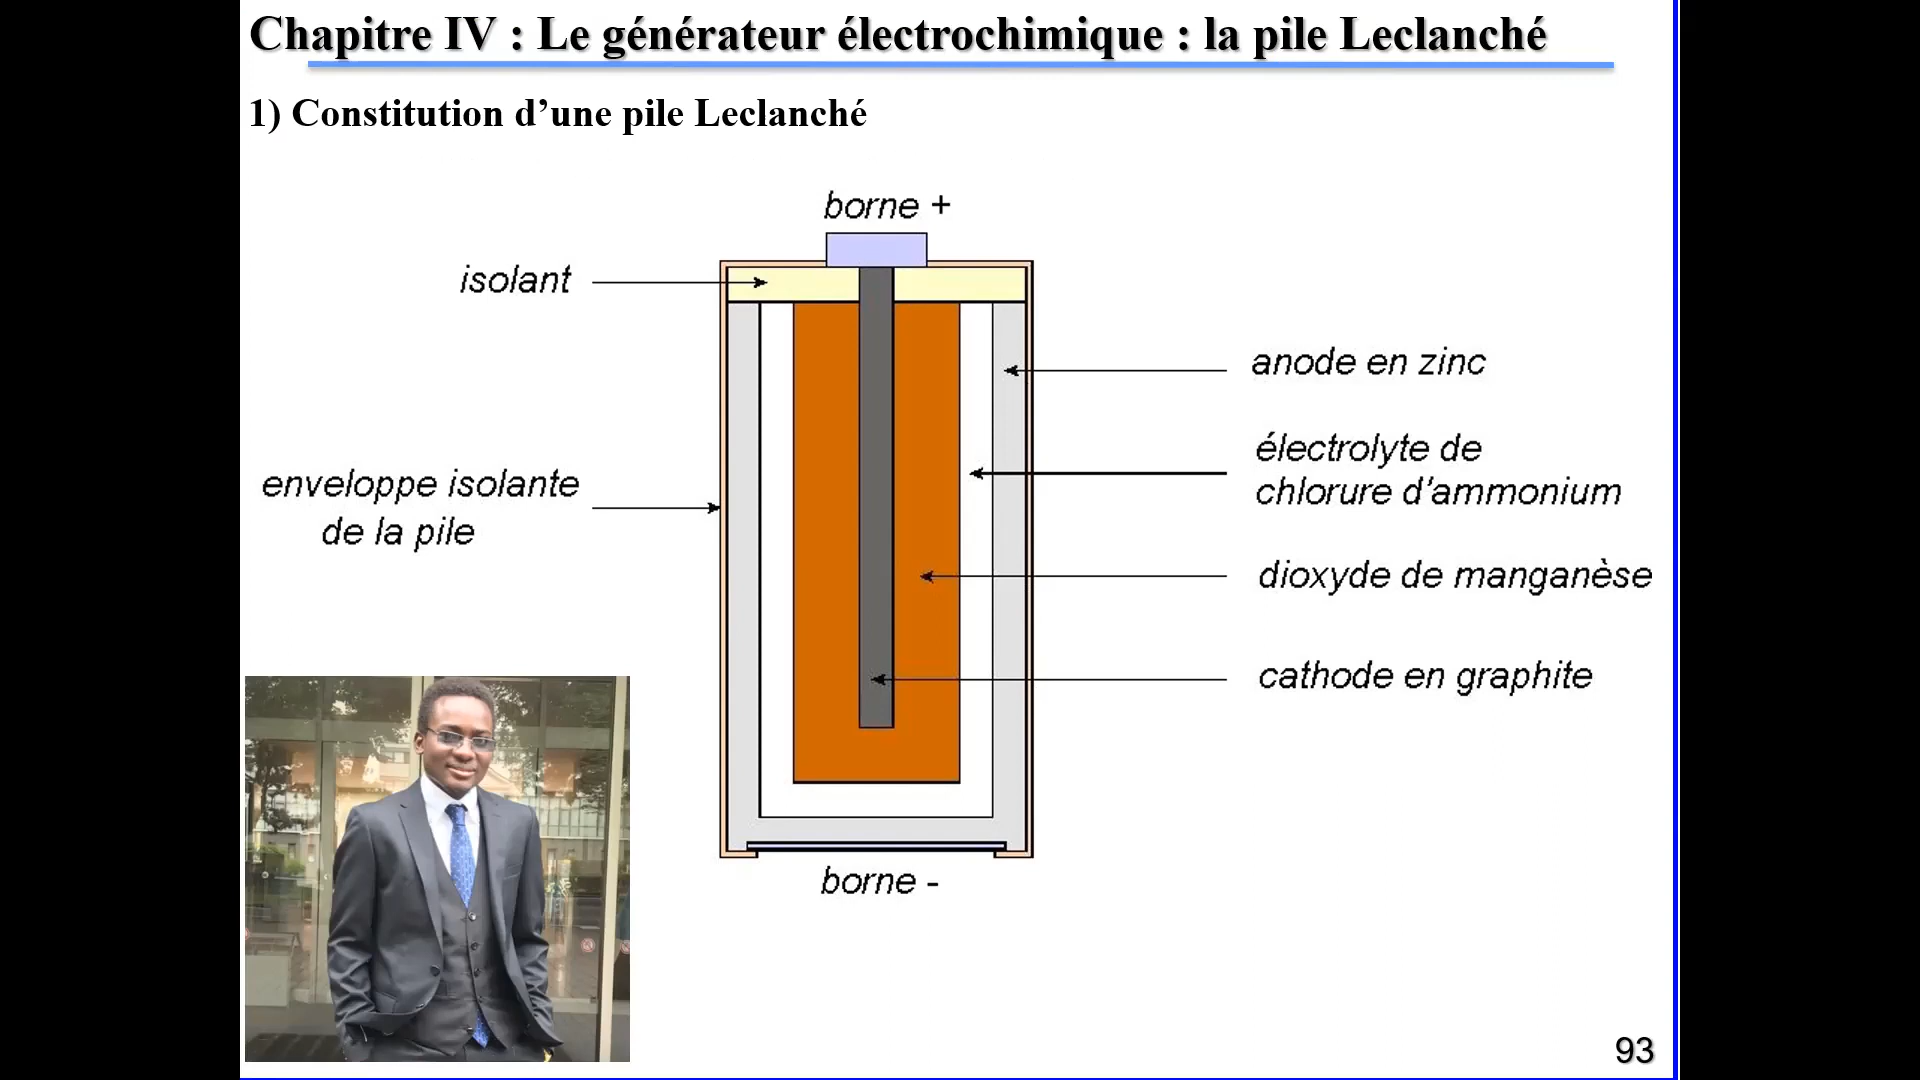 Chapitre IV : Le générateur électrochimique : la pile Leclanché
1) Constitution d’une pile Leclanché
borne +
isolant
anode en zinc
électrolyte de
chlorure d’ammonium
enveloppe isolante
de la pile
dioxyde de manganèse
cathode en graphite
borne -
93